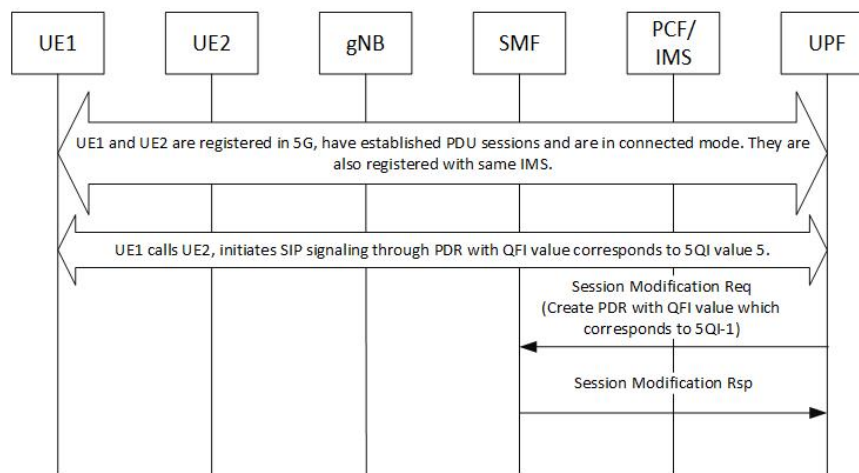 UE1
UE2
gNB
SMF
PCF/
IMS
UPF
UE1 and UE2 are registered in 5G, have established PDU sessions and are in connected mode. They are
also registered with same IMS.
UE1 calls UE2, initiates SIP signaling through PDR with QFI value corresponds to 5QI value 5.
Session Modification Req
(Create PDR with QFI value which
corresponds to 5QI-1)
Session Modification Rsp